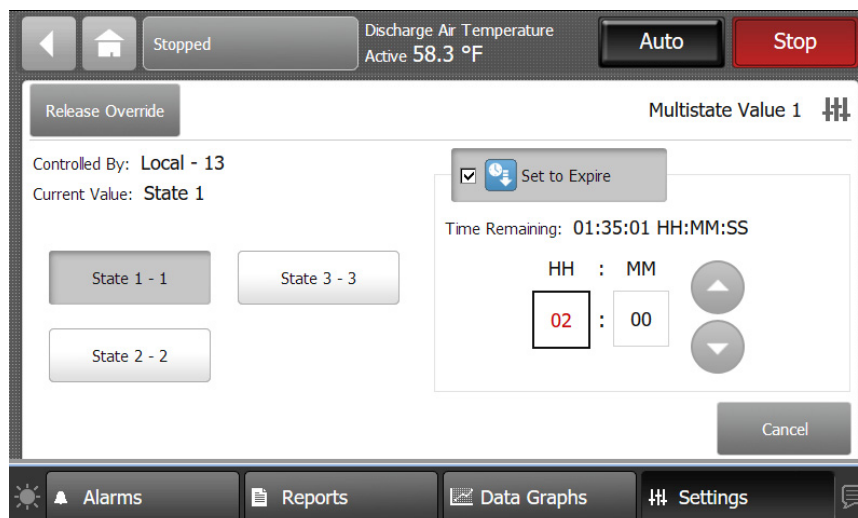 Stopped
Discharge Air Temperature
Active 58.3 °F
Auto
Stop
Release Override
Multistate Value 1
Controlled By: Local - 13
Current Value: State 1
Set to Expire
Time Remaining: 01:35:01 HH:MM:SS
HH : MM
02 : 00
State 1 - 1
State 3 - 3
State 2 - 2
Cancel
Alarms
Reports
Data Graphs
Settings